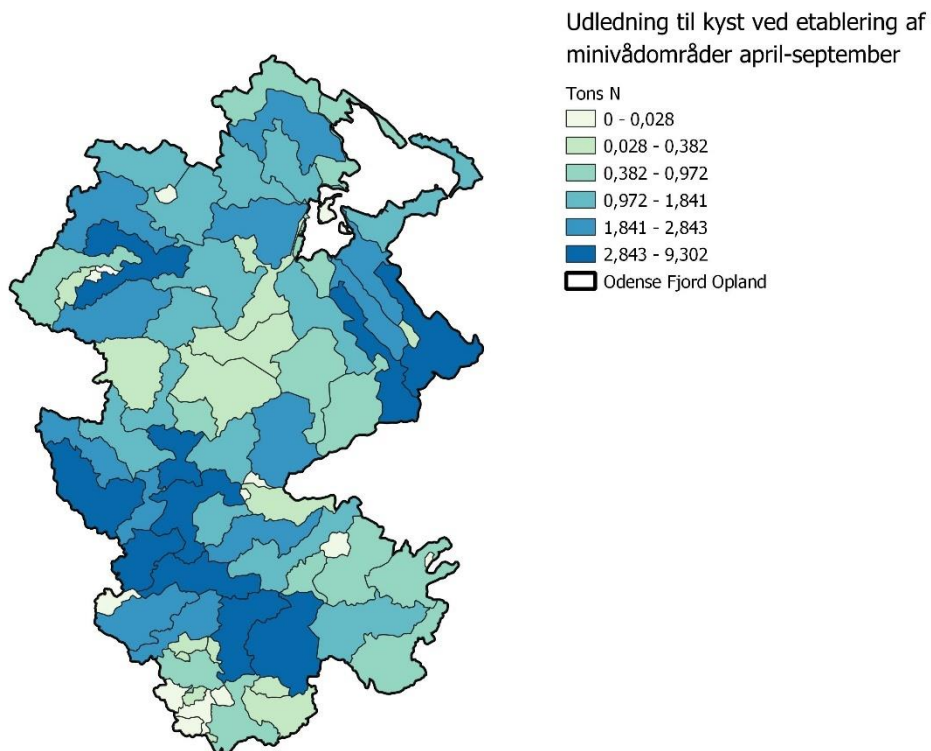 Udledning til kyst ved etablering af
minivådområder april-september
Tons N
0 - 0,028
0,028 - 0,382
0,382 - 0,972
0,972 - 1,841
1,841 - 2,843
2,843 - 9,302
Odense Fjord Opland